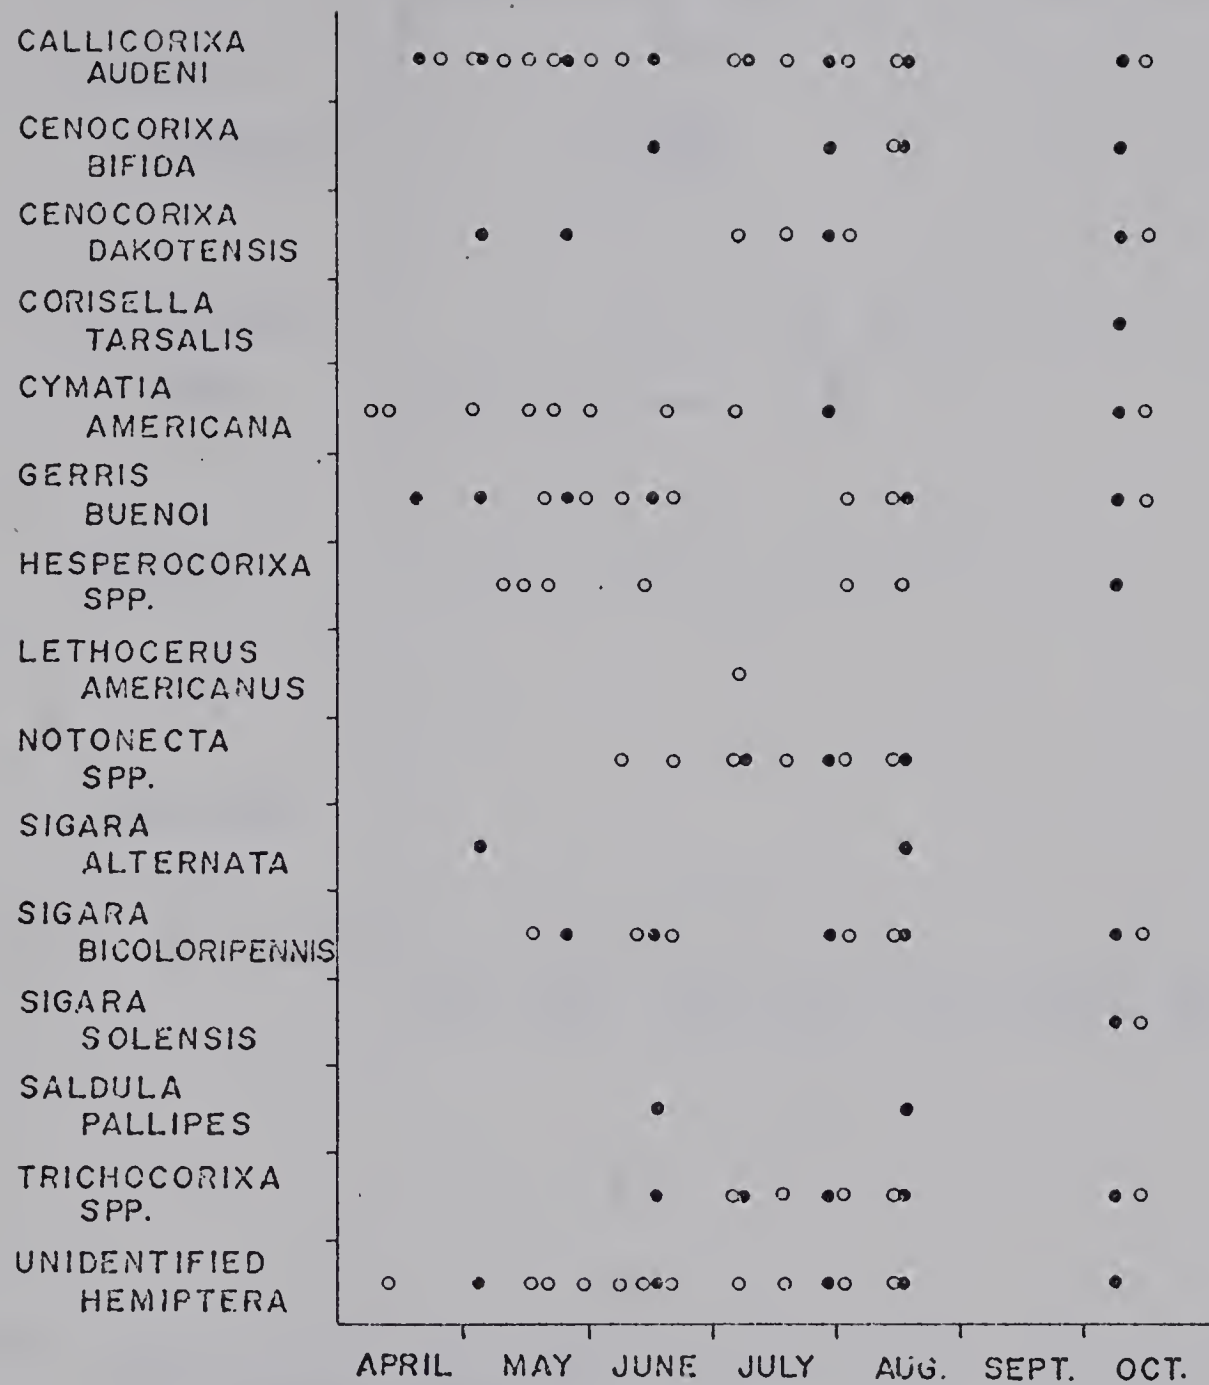 CALLICORIXA
AUDENI
CENOCORIXA
BIFIDA
CENOCORIXA
DAKOTENSIS
CORISELLA
TARSALIS
CYMATIA
AMERICANA
GERRIS
BUENOI
HESPEROCORIXA
SPP.
LETHOCERUS
AMERICANUS
NOTONECTA
SPP.
SIGARA
ALTERNATA
SIGARA
BICOLORIPENNIS
SIGARA
SOLENSIS
SALDULA
PALLIPES
TRICHOCORIXA
SPP.
UNIDENTIFIED
HEMIPTERA
APRIL MAY JUNE JULY AUG. SEPT. OCT.